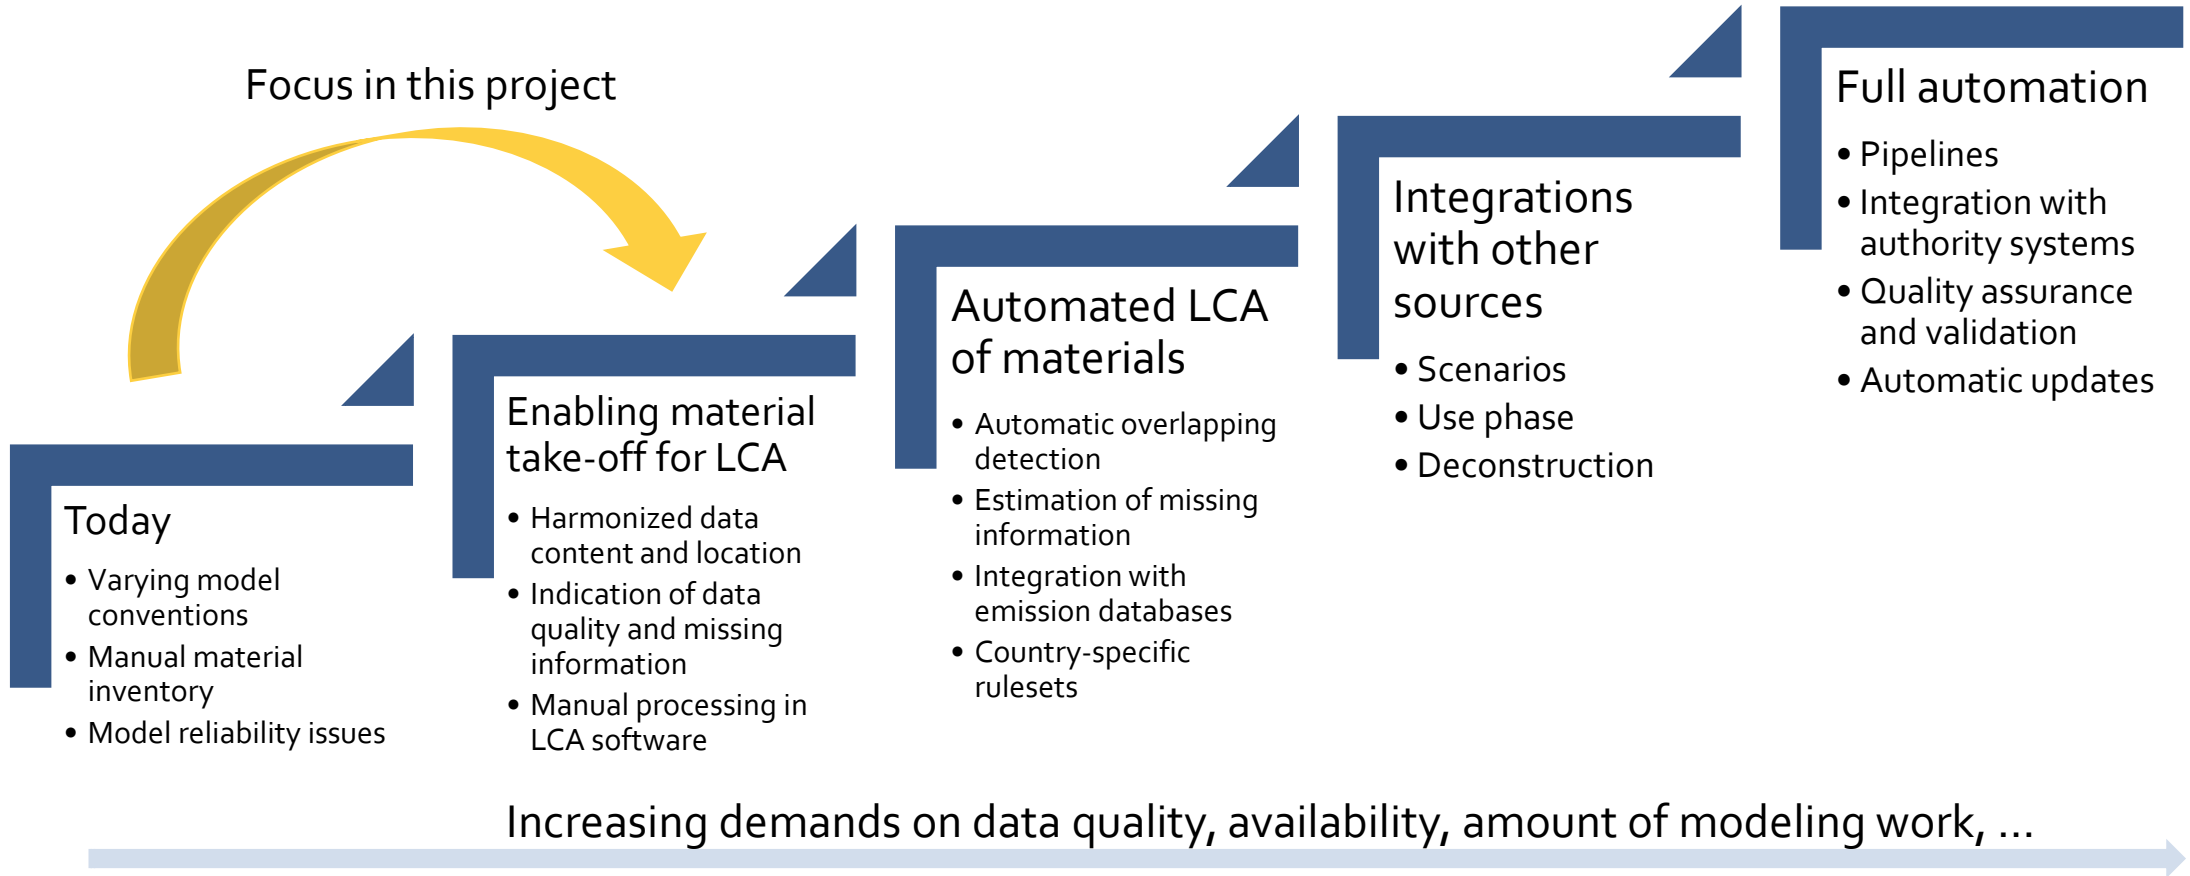 Focus in this project
Today
• Varying model
conventions
• Manual material
inventory
• Model reliability issues
Enabling material
take-off for LCA
• Harmonized data
content and location
• Indication of data
quality and missing
information
• Manual processing in
LCA software
Automated LCA
of materials
• Automatic overlapping
detection
• Estimation of missing
information
• Integration with
emission databases
• Country-specific
rulesets
Integrations
with other
sources
• Scenarios
• Use phase
• Deconstruction
Full automation
• Pipelines
• Integration with
authority systems
• Quality assurance
and validation
• Automatic updates
Increasing demands on data quality, availability, amount of modeling work, ...